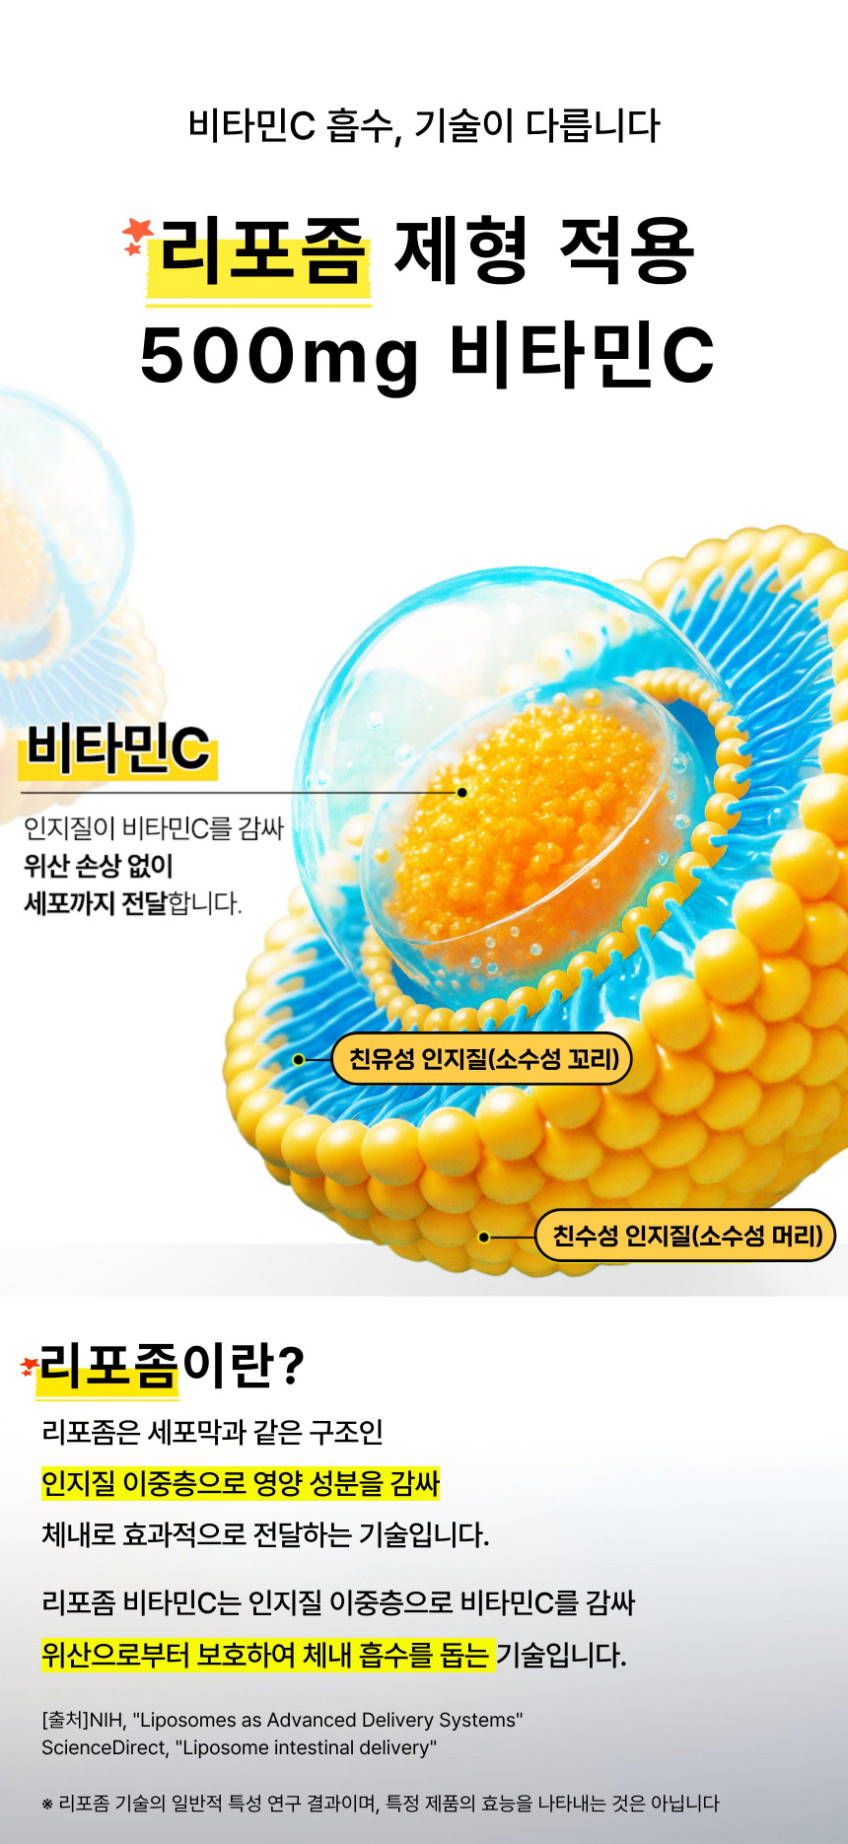 비타민C 흡수, 기술이 다릅니다
리포좀 제형 적용
500mg 비타민C
비타민C
인지질이 비타민C를 감싸
위산 손상 없이
세포까지 전달합니다.
친유성 인지질(소수성 꼬리)
친수성 인지질(소수성 머리)
리포좀이란?
리포좀은 세포막과 같은 구조인
인지질 이중층으로 영양 성분을 감싸
체내로 효과적으로 전달하는 기술입니다.
리포좀 비타민C는 인지질 이중층으로 비타민C를 감싸
위산으로부터 보호하여 체내 흡수를 돕는 기술입니다.
[출처]NIH, "Liposomes as Advanced Delivery Systems"
ScienceDirect, "Liposome intestinal delivery"
※ 리포좀 기술의 일반적 특성 연구 결과이며, 특정 제품의 효능을 나타내는 것은 아닙니다